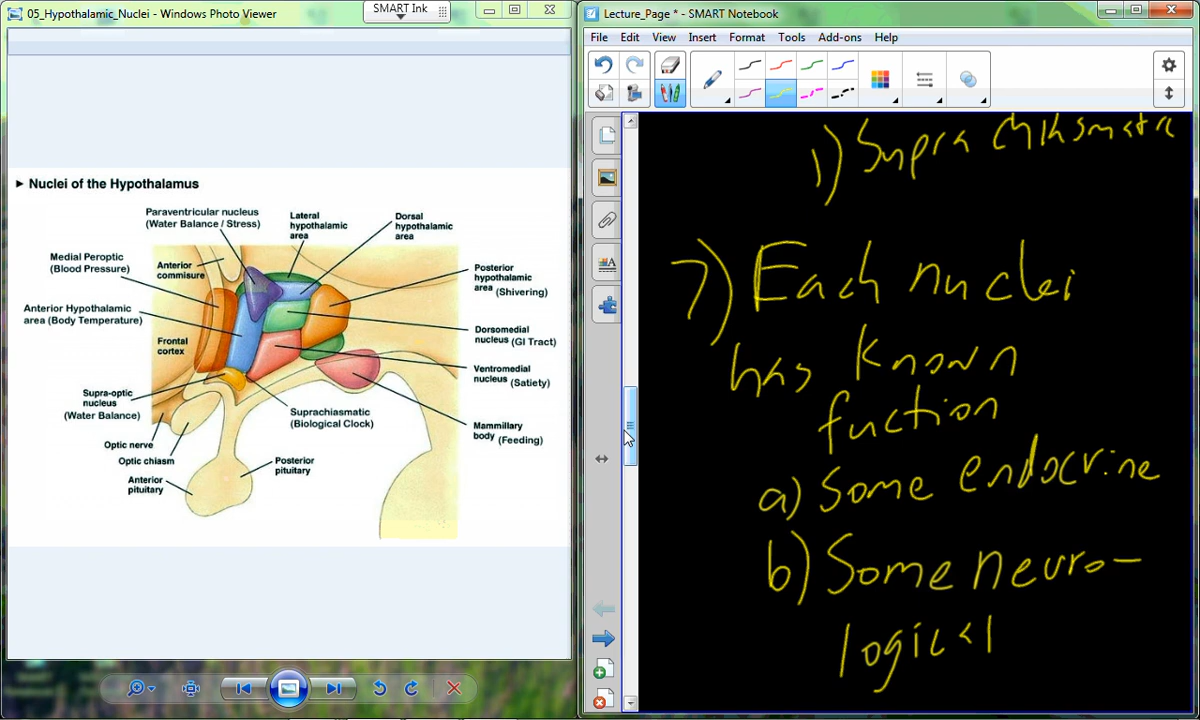 05_Hypothalamic_Nuclei - Windows Photo Viewer
SMART Ink
► Nuclei of the Hypothalamus
Paraventricular nucleus
(Water Balance / Stress)
Lateral
hypothalamic
area
Dorsal
hypothalamic
area
Medial Peroptic
(Blood Pressure)
Anterior
commisure
Posterior
hypothalamic
area (Shivering)
Anterior Hypothalamic
area (Body Temperature)
Dorsomedial
nucleus (GI Tract)
Frontal
cortex
Ventromedial
nucleus (Satiety)
Supra-optic
nucleus
(Water Balance)
Suprachiasmatic
(Biological Clock)
Mammillary
body (Feeding)
Optic nerve
Optic chiasm
Posterior
pituitary
Anterior
pituitary
Lecture_Page * - SMART Notebook
File Edit View Insert Format Tools Add-ons Help
1) Supra chiasmatic
7) Each nuclei
has known
fuction
a) Some endocrine
b) Some neuro-
logical